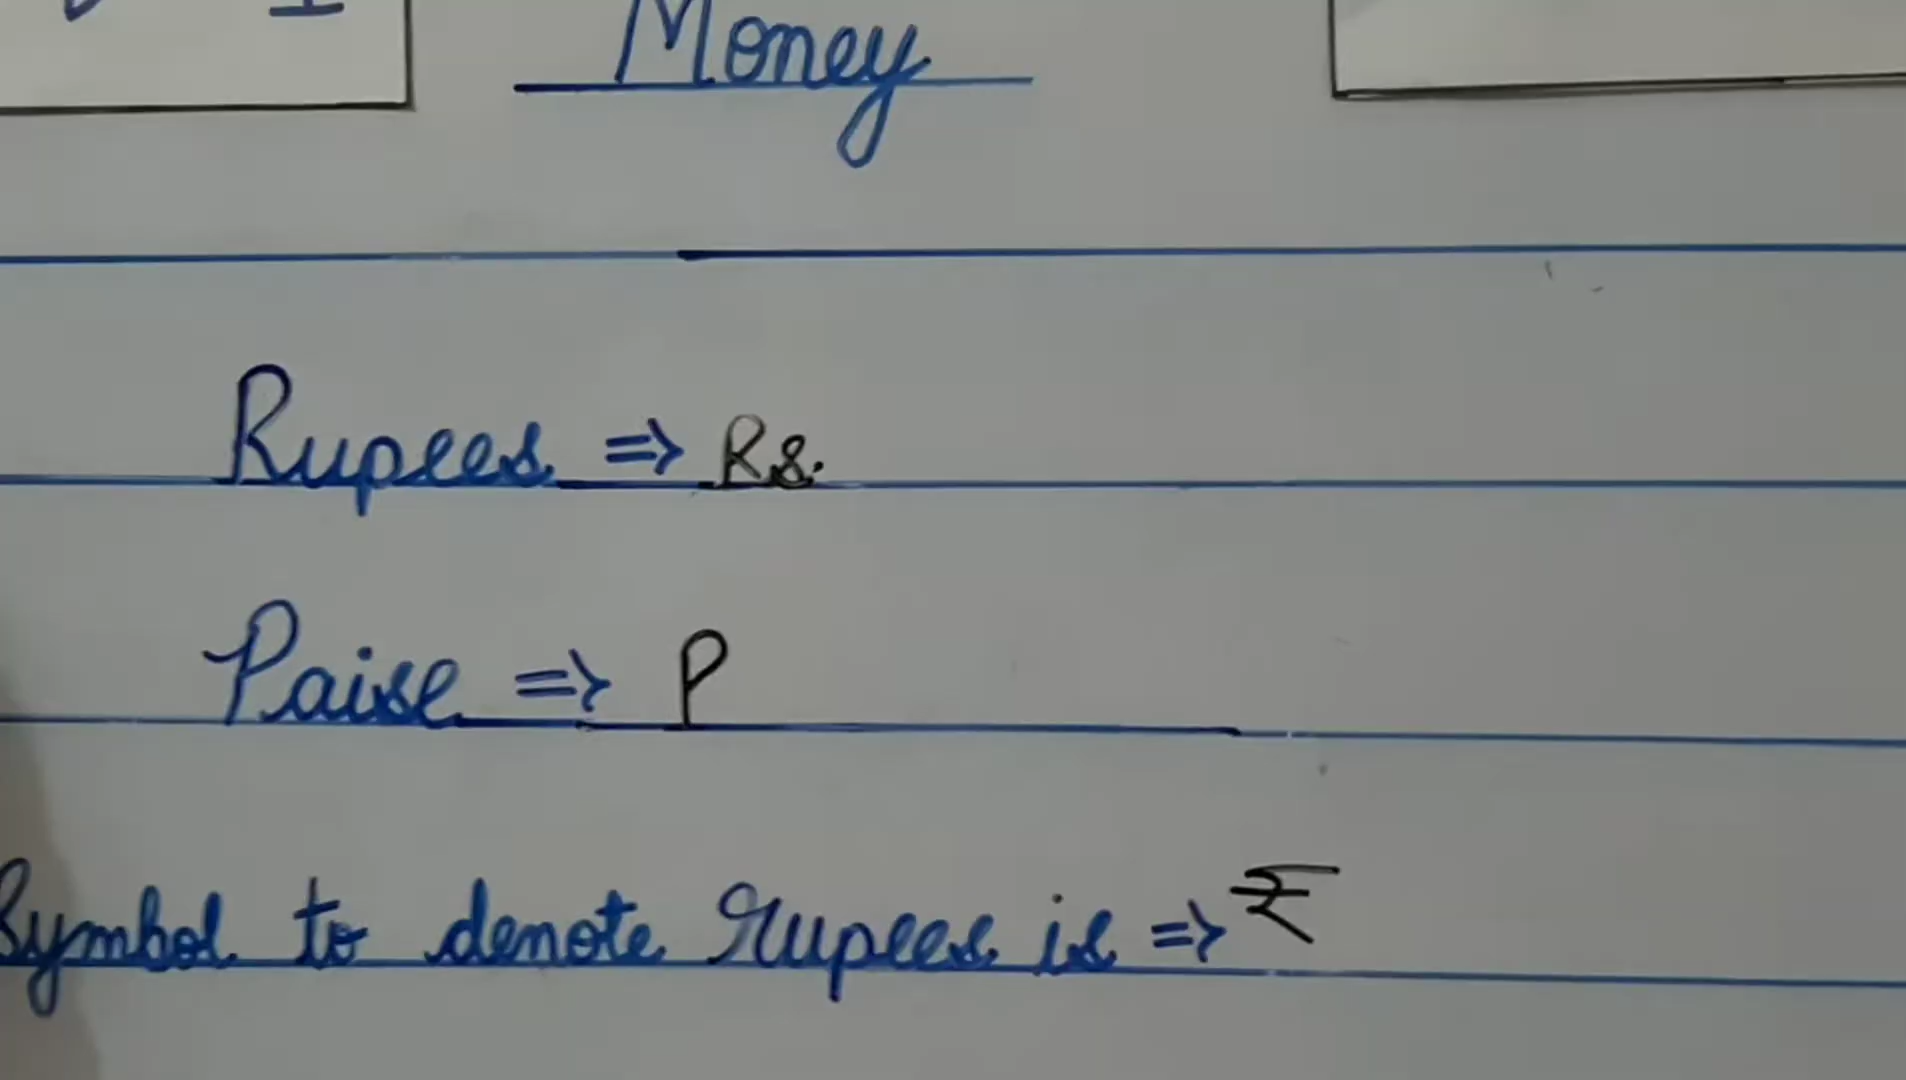 Money
Rupees ⇒ Rs.
Paise ⇒ P
Symbol to denote rupees is ⇒ ₹